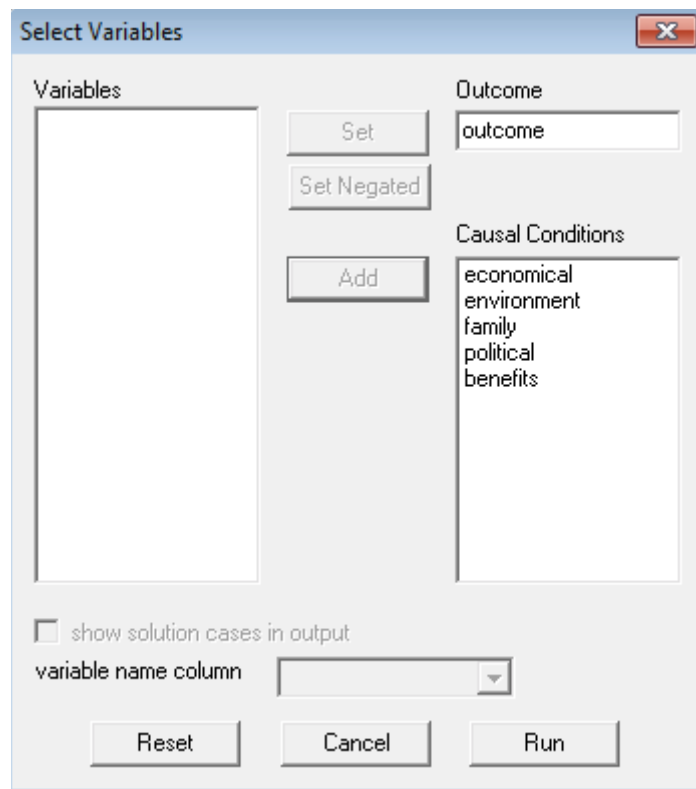 Select Variables
Variables
Outcome
Set
outcome
Set Negated
Causal Conditions
Add
economical
environment
family
political
benefits
show solution cases in output
variable name column
Reset
Cancel
Run